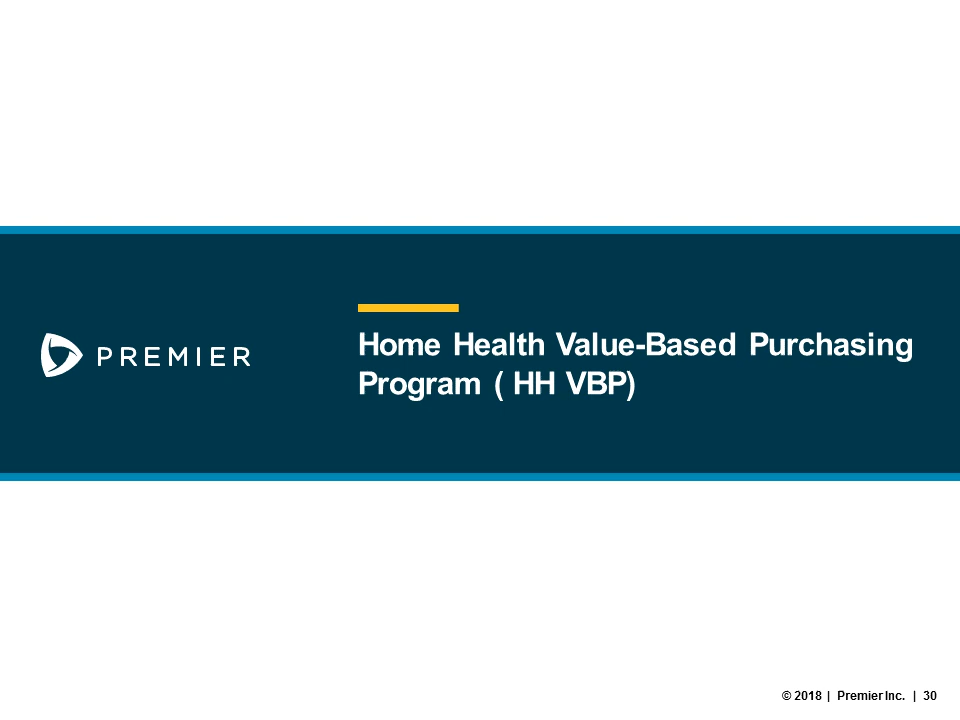 PREMIER
Home Health Value-Based Purchasing
Program ( HH VBP)
© 2018 | Premier Inc. | 30